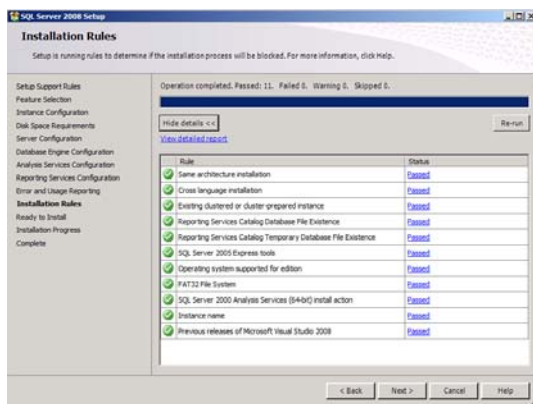 SQL Server 2008 Setup
Installation Rules
Setup is running rules to determine if the installation process will be blocked. For more information, click Help.
Setup Support Rules
Feature Selection
Instance Configuration
Disk Space Requirements
Server Configuration
Database Engine Configuration
Analysis Services Configuration
Reporting Services Configuration
Error and Usage Reporting
Installation Rules
Ready to Install
Installation Progress
Complete
Operation completed. Passed: 11. Failed 0. Warning 0. Skipped 0.
Hide details <<
Re-run
View detailed report
Rule Status
Same architecture installation Passed
Cross language installation Passed
Existing clustered or cluster-prepared instance Passed
Reporting Services Catalog Database File Existence Passed
Reporting Services Catalog Temporary Database File Existence Passed
SQL Server 2005 Express tools Passed
Operating system supported for edition Passed
FAT32 File System Passed
SQL Server 2000 Analysis Services (64-bit) install action Passed
Instance name Passed
Previous releases of Microsoft Visual Studio 2008 Passed
< Back Next > Cancel Help